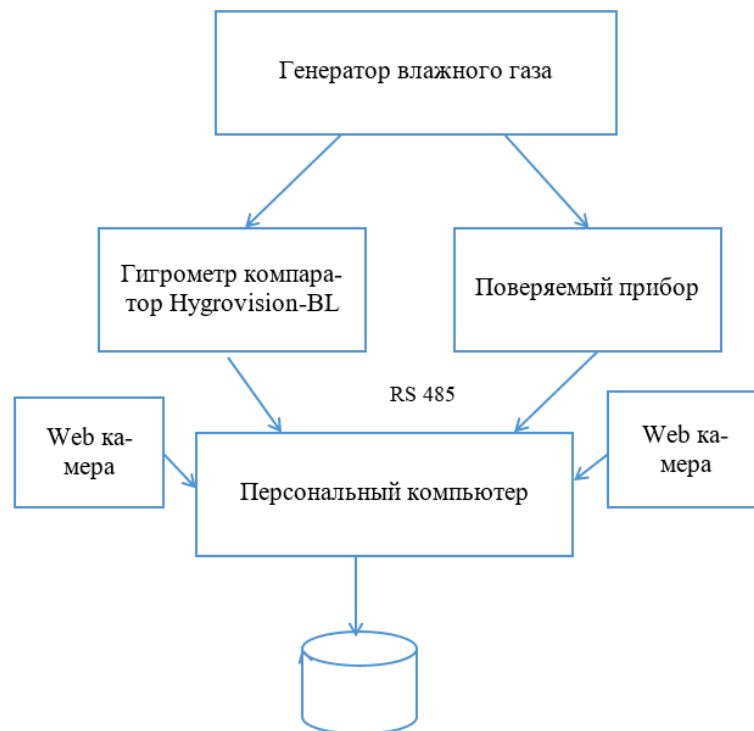 Генератор влажного газа
Гигрометр компара-
тор Hygrovision-BL
Поверяемый прибор
RS 485
Web ка-
мера
Персональный компьютер
Web ка-
мера